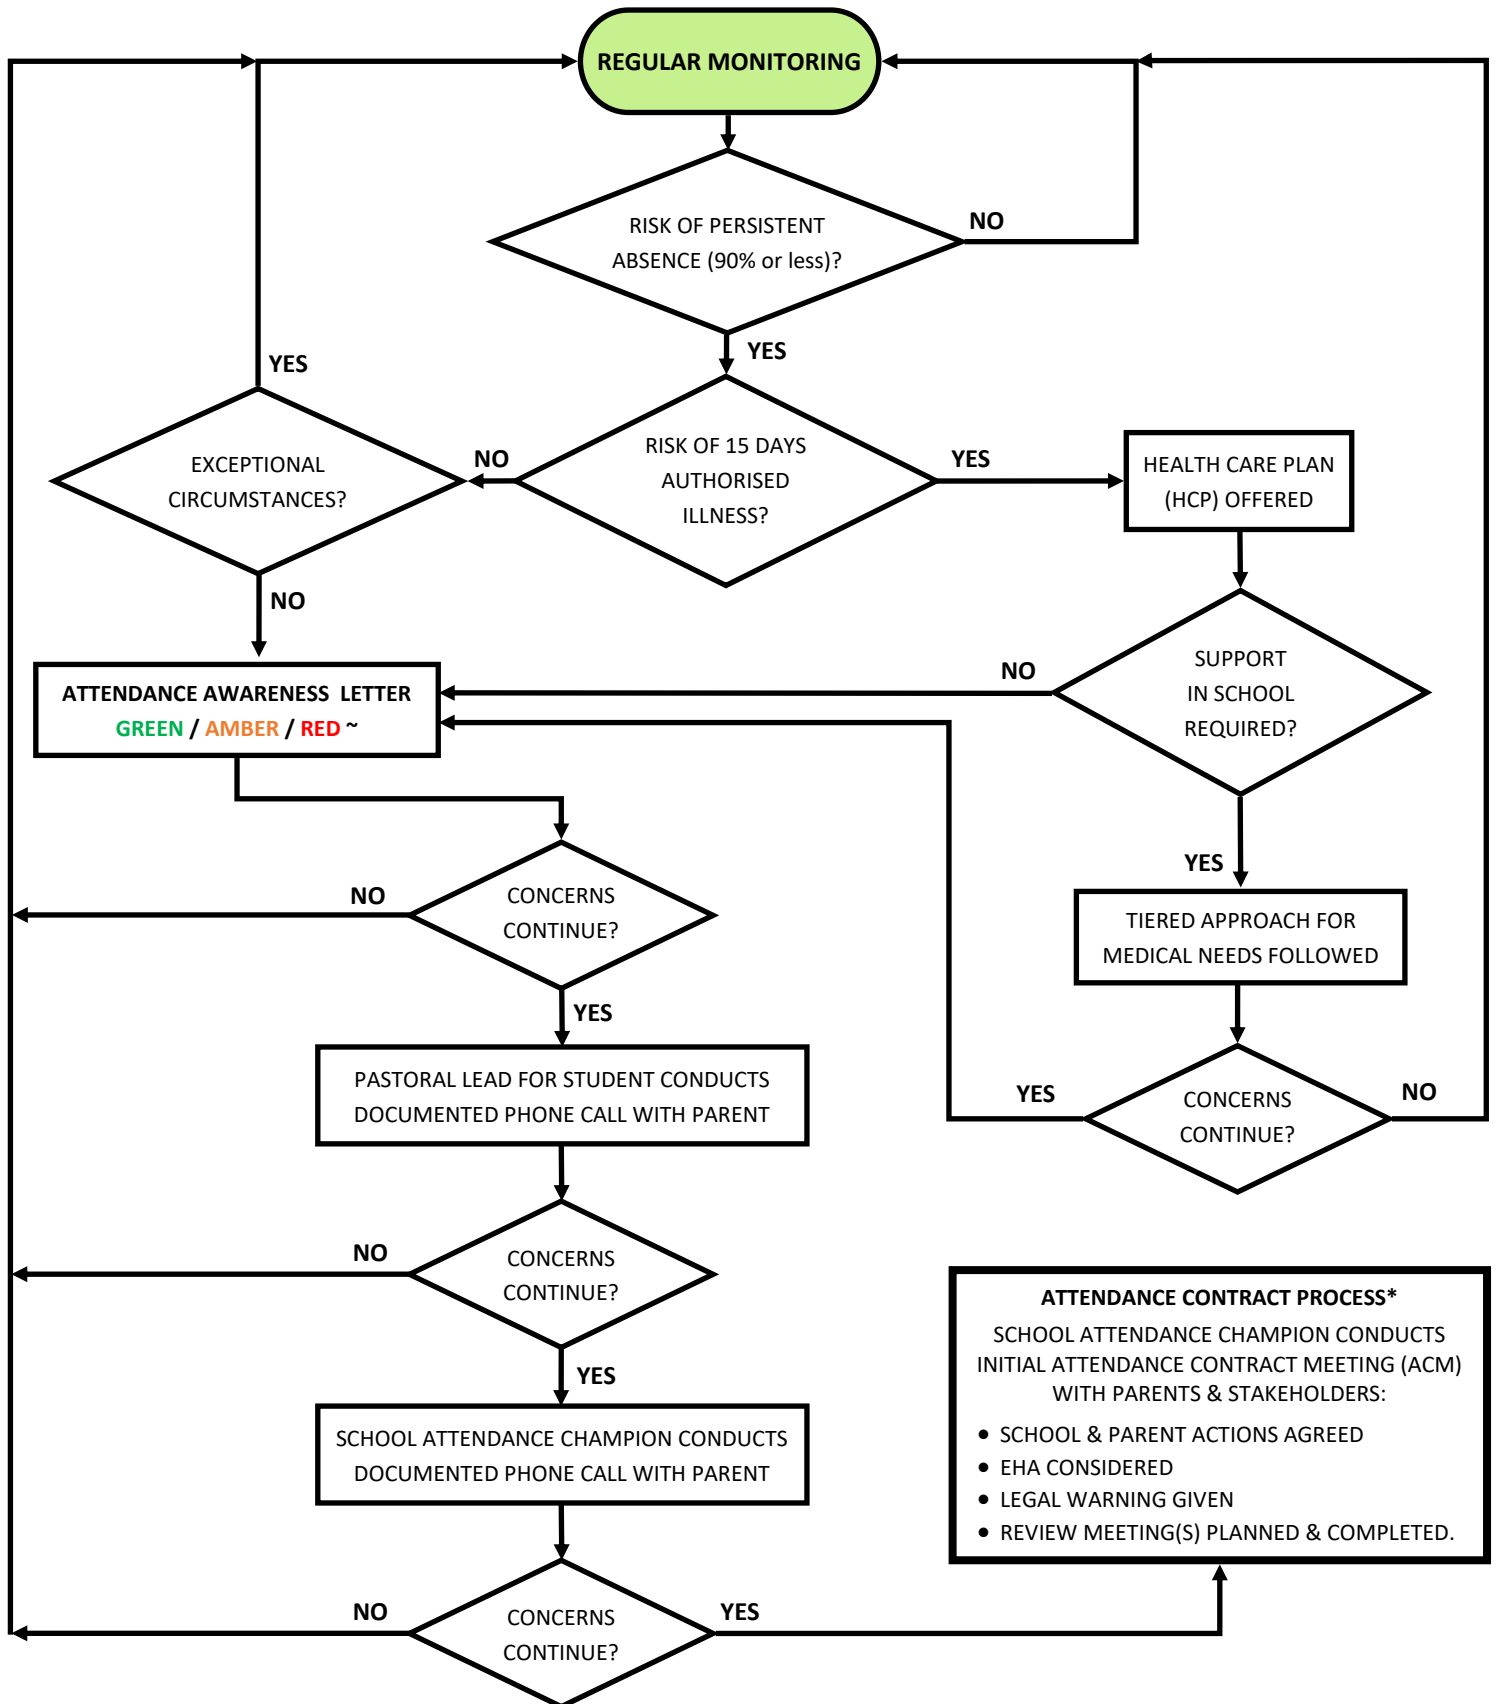 REGULAR MONITORING
RISK OF PERSISTENT
ABSENCE (90% or less)?
NO
YES
YES
RISK OF 15 DAYS
AUTHORISED
ILLNESS?
NO
YES
EXCEPTIONAL
CIRCUMSTANCES?
HEALTH CARE PLAN
(HCP) OFFERED
NO
SUPPORT
IN SCHOOL
REQUIRED?
NO
ATTENDANCE AWARENESS LETTER
GREEN / AMBER / RED ~
YES
CONCERNS
CONTINUE?
NO
TIERED APPROACH FOR
MEDICAL NEEDS FOLLOWED
YES
PASTORAL LEAD FOR STUDENT CONDUCTS
DOCUMENTED PHONE CALL WITH PARENT
YES
CONCERNS
CONTINUE?
NO
NO
CONCERNS
CONTINUE?
YES
SCHOOL ATTENDANCE CHAMPION CONDUCTS
DOCUMENTED PHONE CALL WITH PARENT
NO
CONCERNS
CONTINUE?
YES
ATTENDANCE CONTRACT PROCESS*
SCHOOL ATTENDANCE CHAMPION CONDUCTS
INITIAL ATTENDANCE CONTRACT MEETING (ACM)
WITH PARENTS & STAKEHOLDERS:
• SCHOOL & PARENT ACTIONS AGREED
• EHA CONSIDERED
• LEGAL WARNING GIVEN
• REVIEW MEETING(S) PLANNED & COMPLETED.